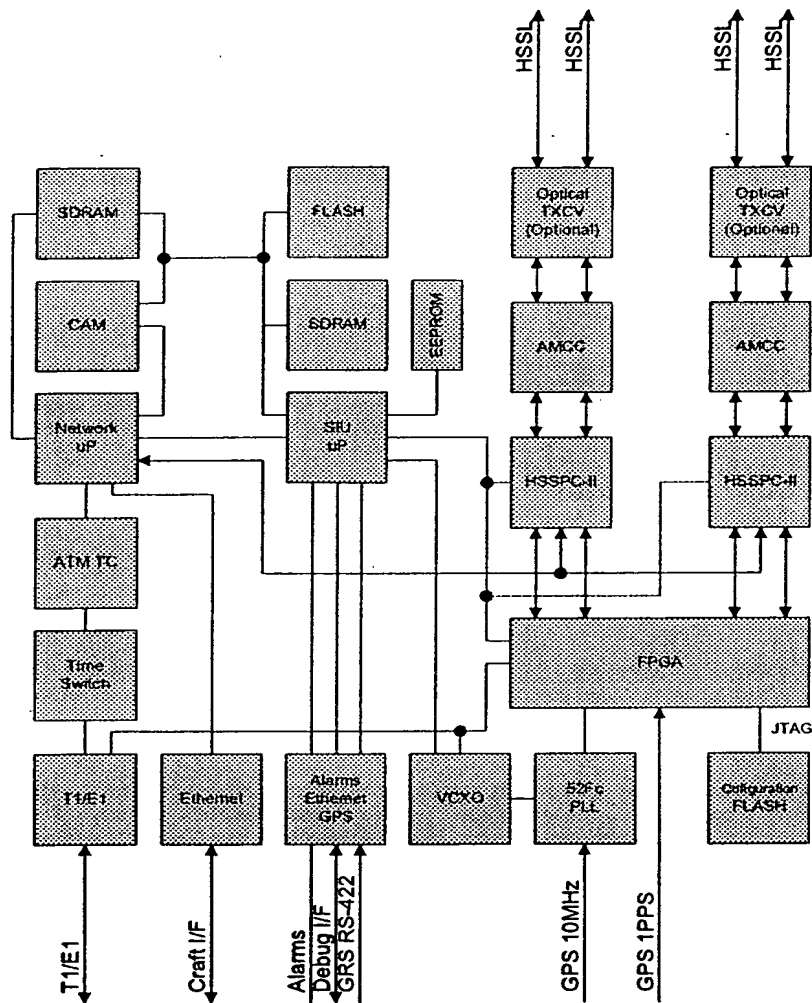 HSSL
HSSL
HSSL
HSSL
SDRAM
FLASH
Optical
TXCV
(Optional)
Optical
TXCV
(Optional)
CAM
SDRAM
EEPROM
AMCC
AMCC
Network
uP
SIU
uP
HSSPC-II
HSSPC-II
ATM TC
Time
Switch
FPGA
JTAG
T1/E1
Ethernet
Alarms
Ethernet
GPS
VCXO
52Fc
PLL
Configuration
FLASH
T1/E1
Craft I/F
Alarms
Debug I/F
GRS RS-422
GPS 10MHz
GPS 1PPS